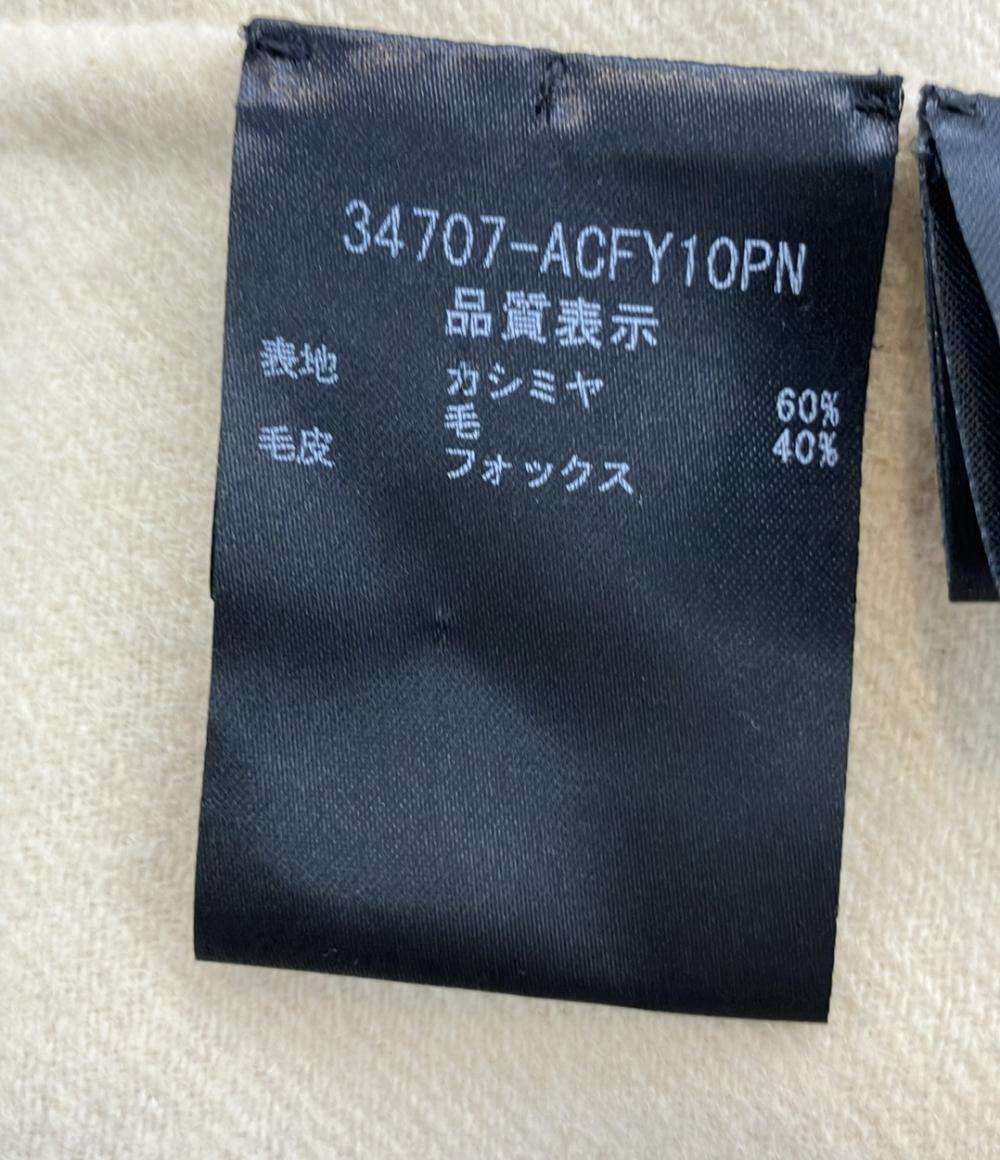 34707-ACFY10PN
品質表示
表地 カシミヤ 60%
毛 40%
毛皮 フォックス